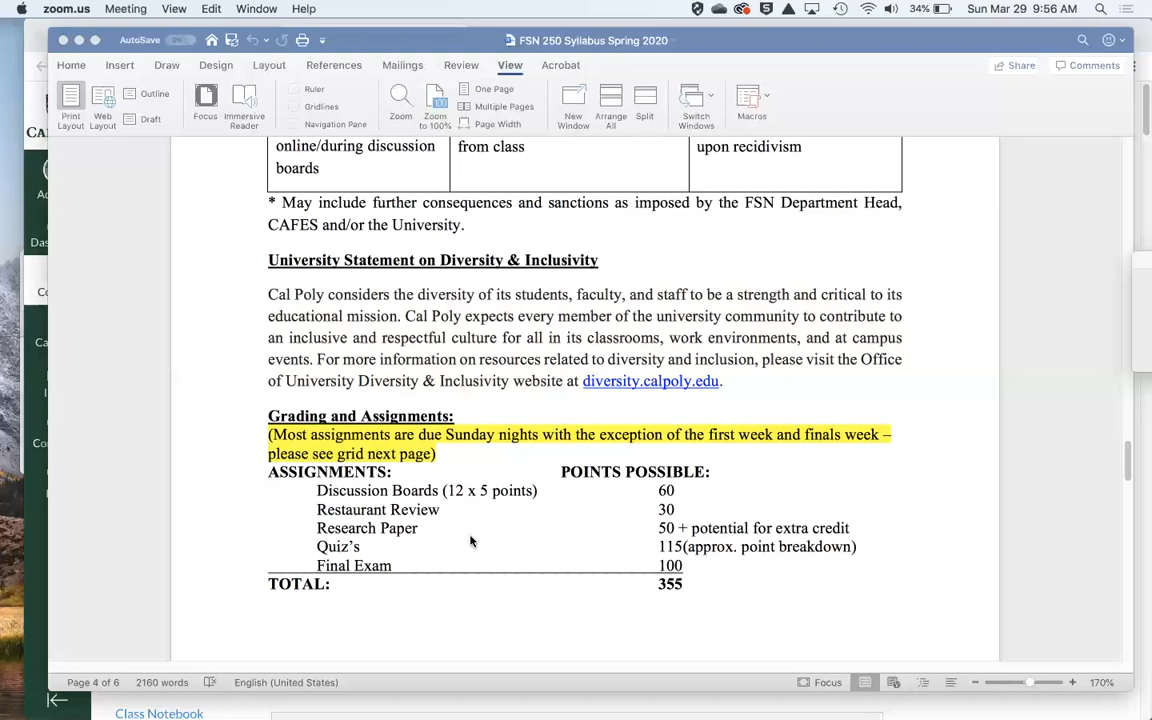 zoom.us Meeting View Edit Window Help 34% Sun Mar 29 9:56 AM
AutoSave FSN 250 Syllabus Spring 2020
Home Insert Draw Design Layout References Mailings Review View Acrobat Share Comments
Print Layout Web Layout Outline Draft Focus Immersive Reader Ruler Gridlines Navigation Pane Zoom Zoom to 100% One Page Multiple Pages Page Width New Window Arrange All Split Switch Windows Macros
online/during discussion boards from class upon recidivism
* May include further consequences and sanctions as imposed by the FSN Department Head,
CAFES and/or the University.
University Statement on Diversity & Inclusivity
Cal Poly considers the diversity of its students, faculty, and staff to be a strength and critical to its
educational mission. Cal Poly expects every member of the university community to contribute to
an inclusive and respectful culture for all in its classrooms, work environments, and at campus
events. For more information on resources related to diversity and inclusion, please visit the Office
of University Diversity & Inclusivity website at diversity.calpoly.edu.
Grading and Assignments:
(Most assignments are due Sunday nights with the exception of the first week and finals week –
please see grid next page)
ASSIGNMENTS: POINTS POSSIBLE:
Discussion Boards (12 x 5 points) 60
Restaurant Review 30
Research Paper 50 + potential for extra credit
Quiz’s 115(approx. point breakdown)
Final Exam 100
TOTAL: 355
Page 4 of 6 2160 words English (United States) Focus 170%
Class Notebook